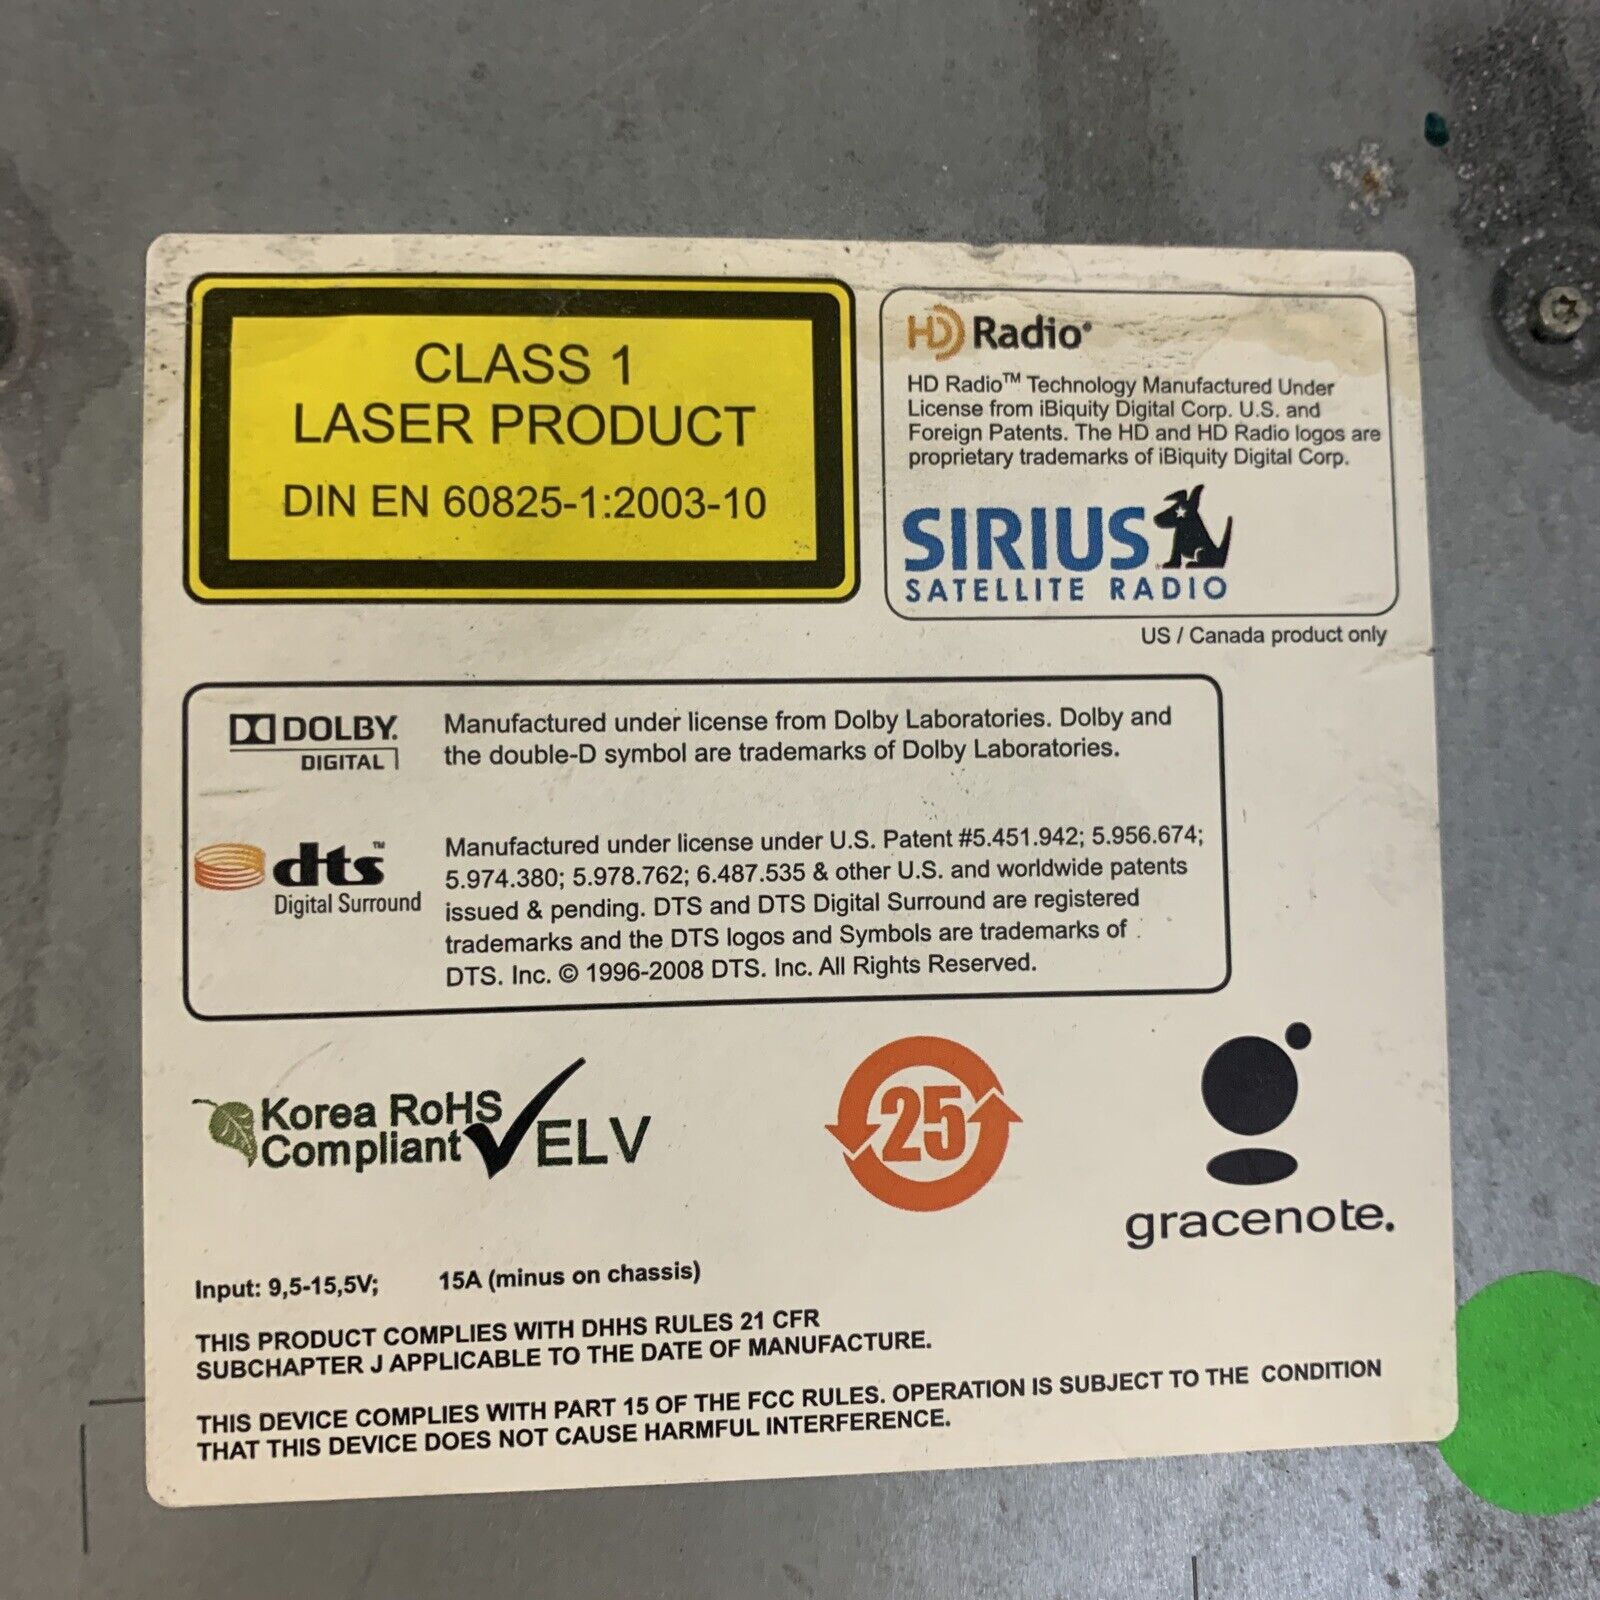 CLASS 1
LASER PRODUCT
DIN EN 60825-1:2003-10
HD Radio®
HD Radio™ Technology Manufactured Under
License from iBiquity Digital Corp. U.S. and
Foreign Patents. The HD and HD Radio logos are
proprietary trademarks of iBiquity Digital Corp.
SIRIUS
SATELLITE RADIO
US / Canada product only
DOLBY.
DIGITAL
Manufactured under license from Dolby Laboratories. Dolby and
the double-D symbol are trademarks of Dolby Laboratories.
dts™
Digital Surround
Manufactured under license under U.S. Patent #5.451.942; 5.956.674;
5.974.380; 5.978.762; 6.487.535 & other U.S. and worldwide patents
issued & pending. DTS and DTS Digital Surround are registered
trademarks and the DTS logos and Symbols are trademarks of
DTS. Inc. © 1996-2008 DTS. Inc. All Rights Reserved.
Korea RoHS
Compliant
ELV
25
gracenote.
Input: 9,5-15,5V; 15A (minus on chassis)
THIS PRODUCT COMPLIES WITH DHHS RULES 21 CFR
SUBCHAPTER J APPLICABLE TO THE DATE OF MANUFACTURE.
THIS DEVICE COMPLIES WITH PART 15 OF THE FCC RULES. OPERATION IS SUBJECT TO THE CONDITION
THAT THIS DEVICE DOES NOT CAUSE HARMFUL INTERFERENCE.